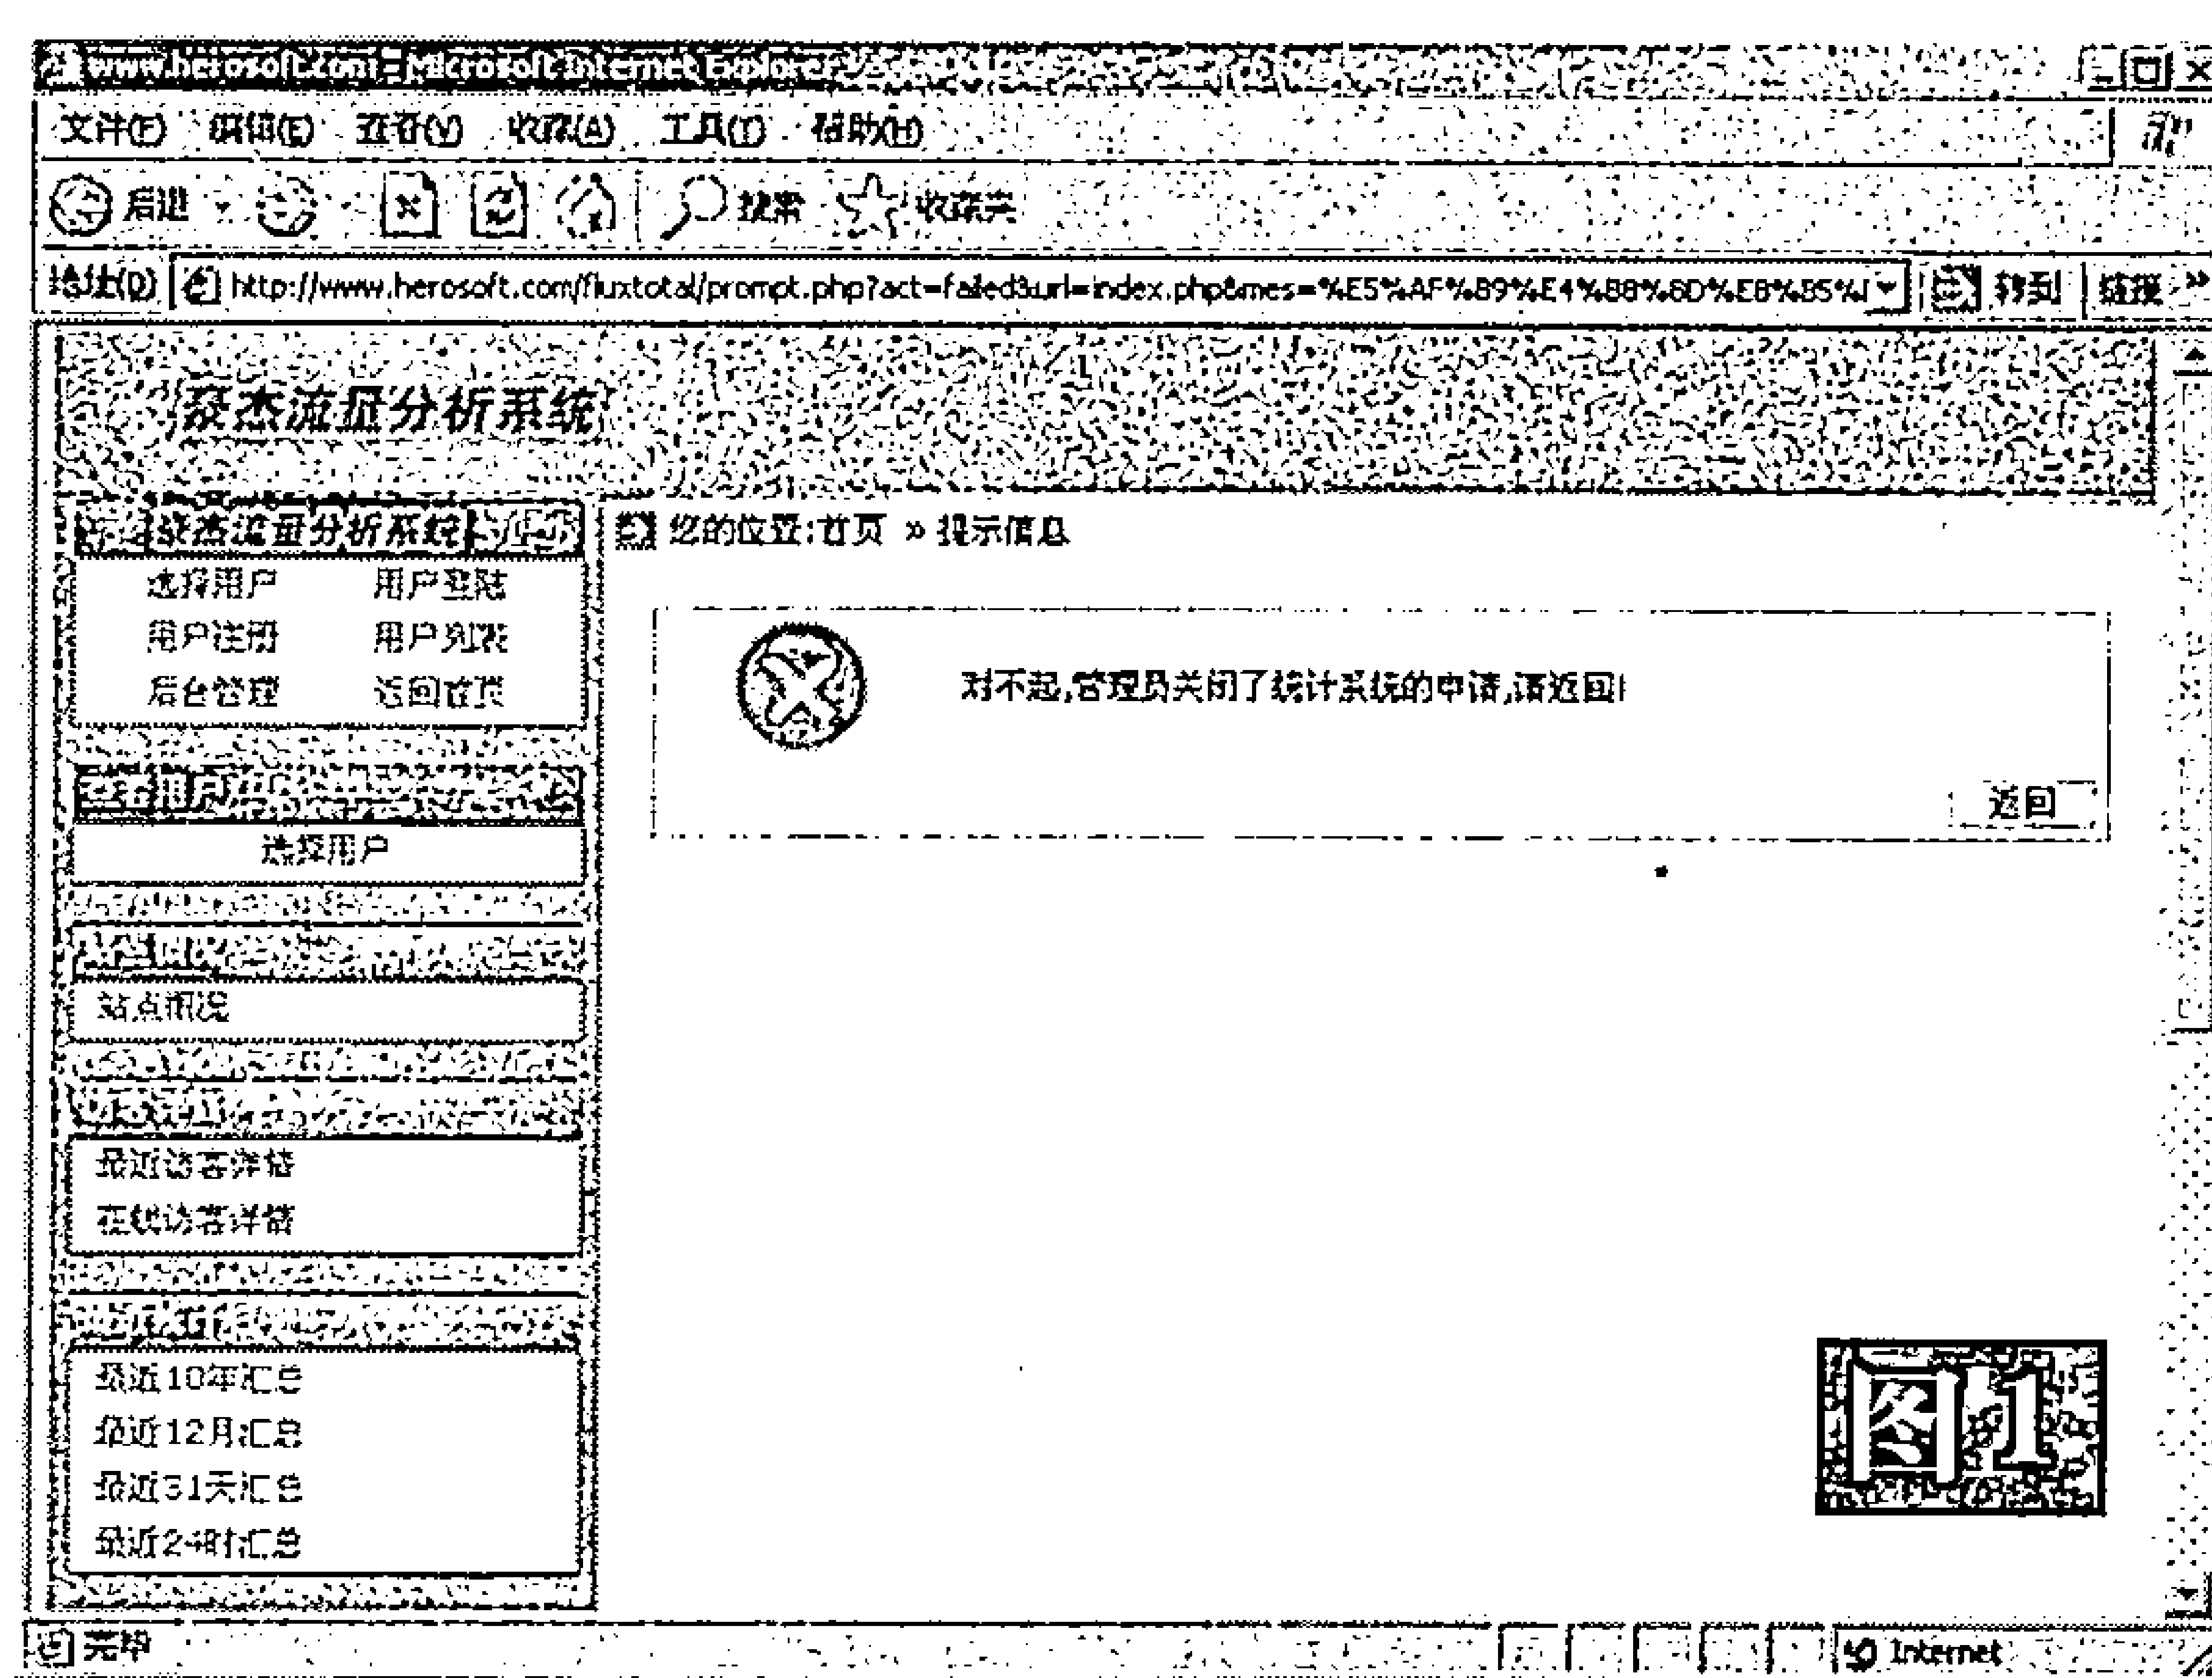 www.herosoft.com - Microsoft Internet Explorer
文件(F) 编辑(E) 查看(V) 收藏(A) 工具(T) 帮助(H)
后退 搜索 收藏夹
地址(D) http://www.herosoft.com/fluxtotal/prompt.php?act=failed&url=index.php&mes=%E5%AF%B9%E4%B8%8D%E8%B5% 转到 链接 »
豪杰流量分析系统
豪杰流量分析系统
您的位置:首页 » 提示信息
选择用户 用户登陆
用户注册 用户列表
后台管理 返回首页
对不起,管理员关闭了统计系统的申请,请返回!
返回
选择用户
站点概况
最近访客详情
在线访客详情
最近10年汇总
最近12月汇总
最近31天汇总
最近24时汇总
图1
完毕 Internet